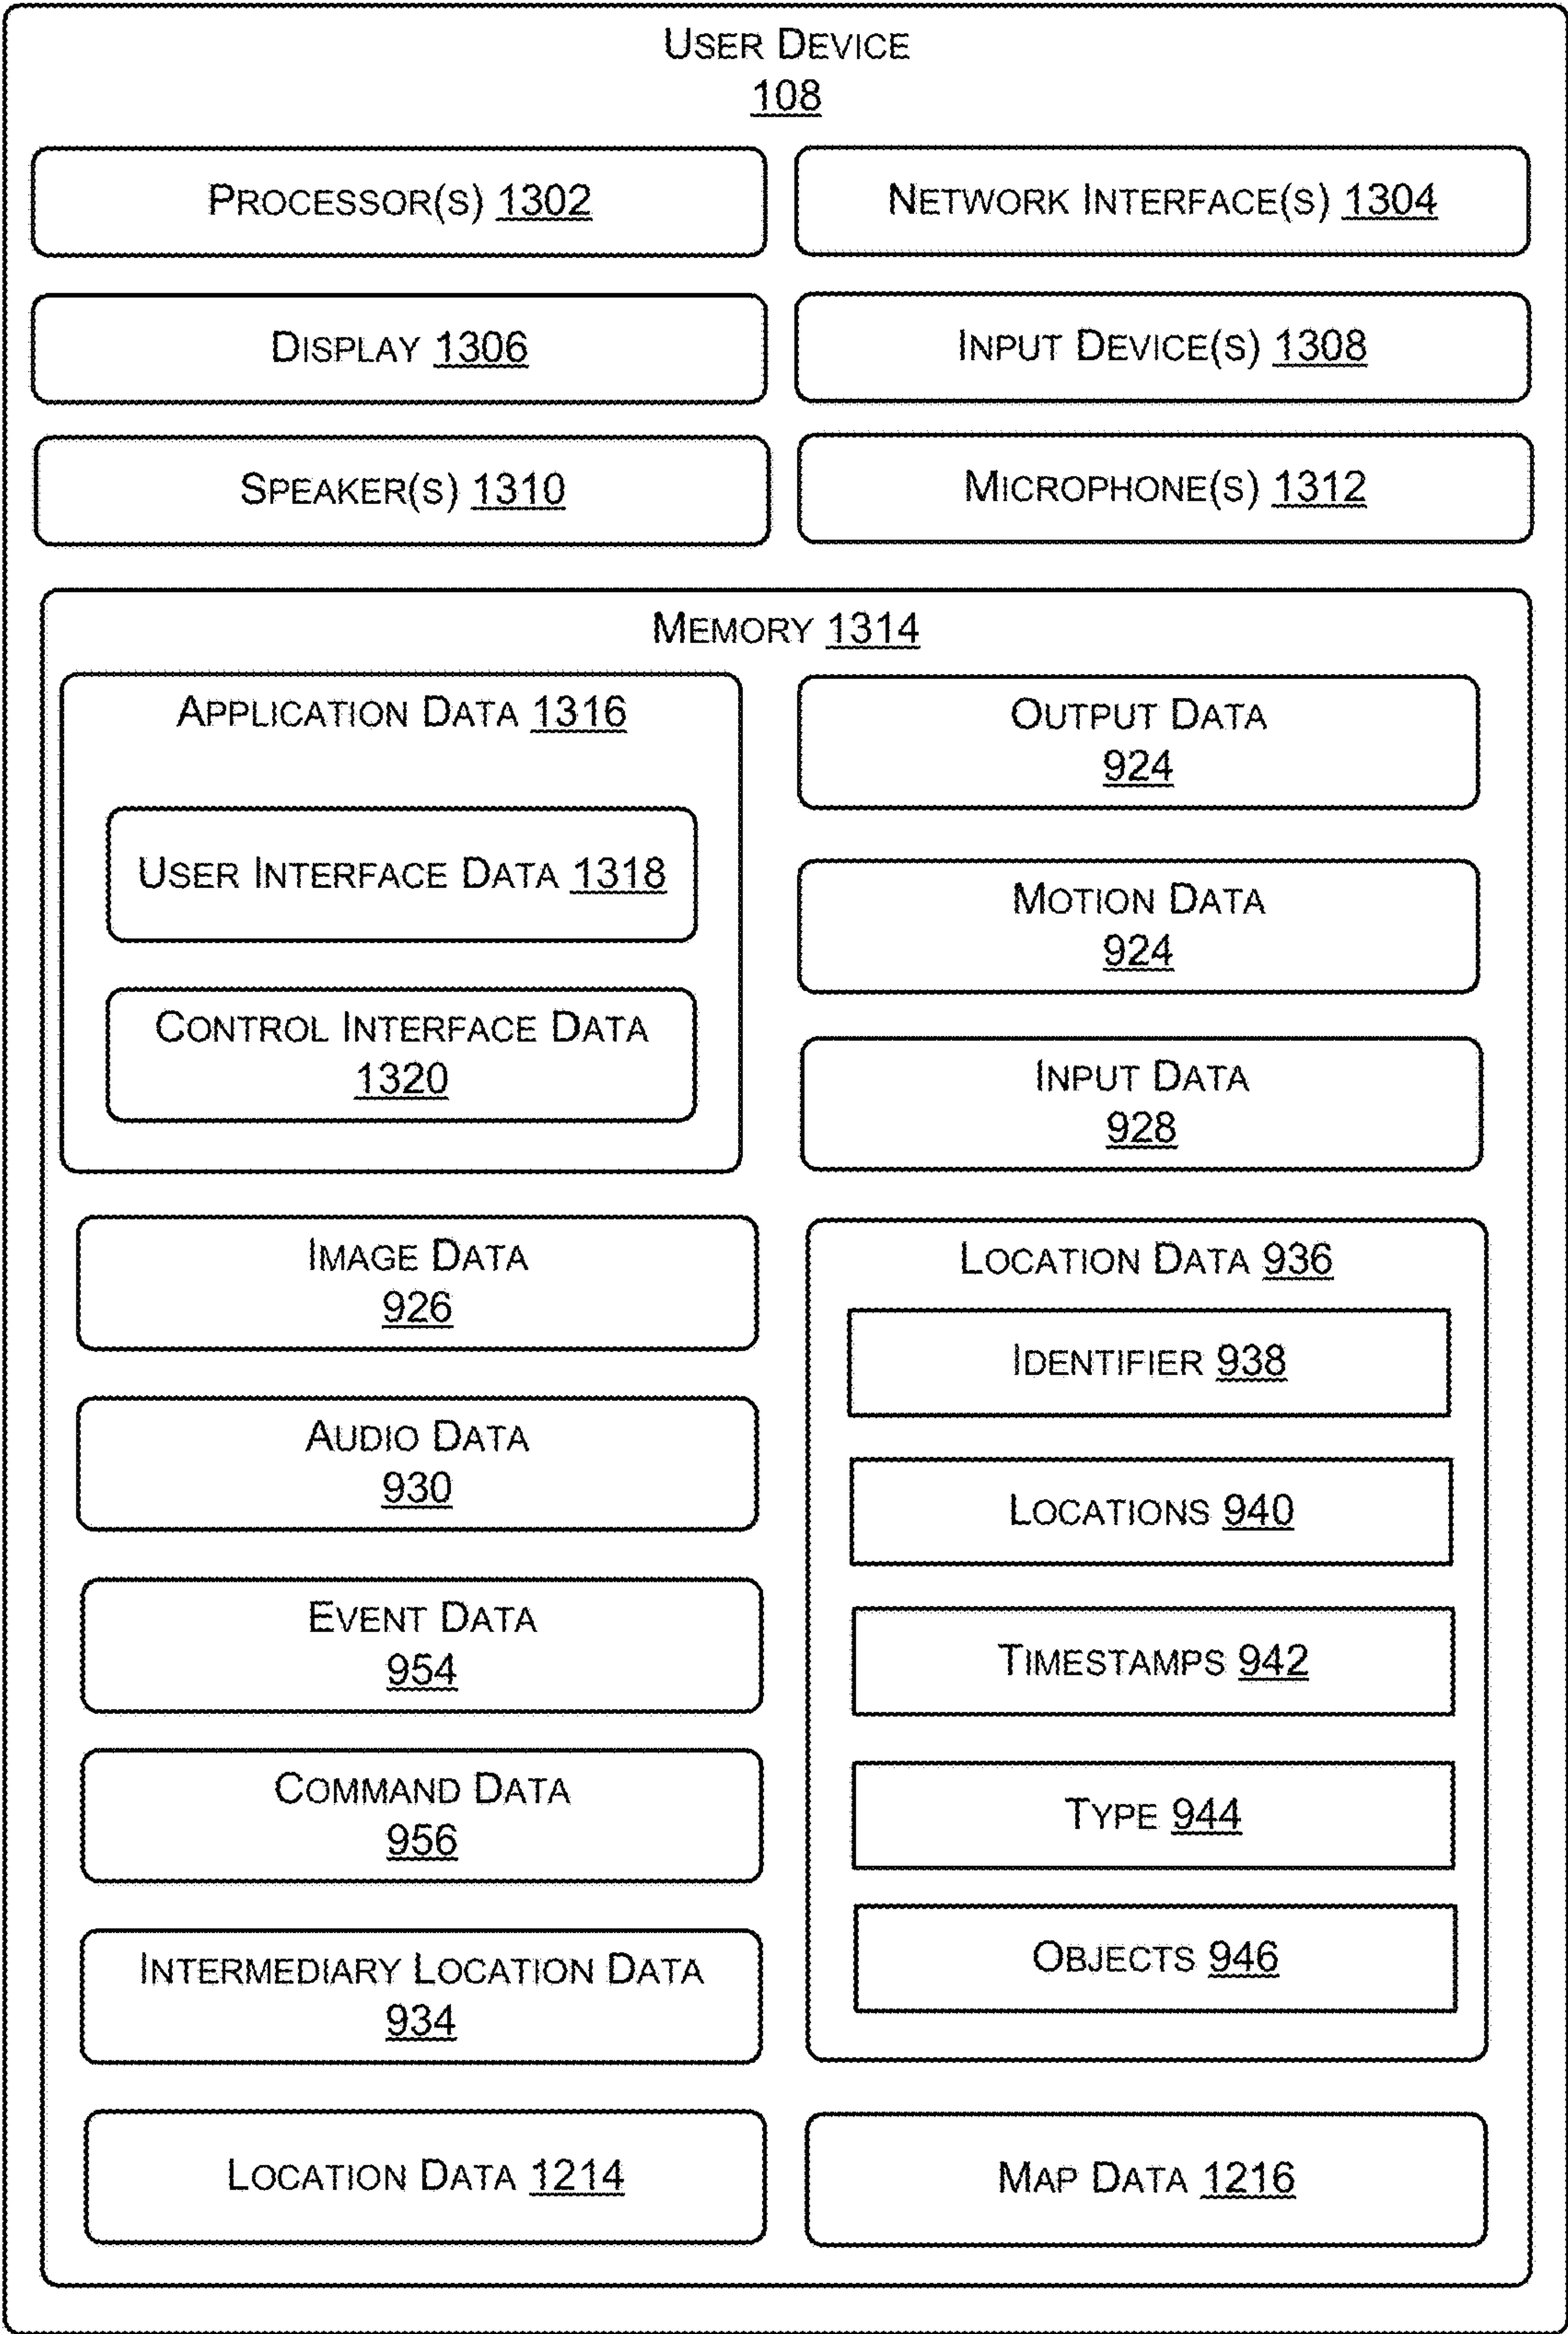 USER DEVICE
108
PROCESSOR(S) 1302
NETWORK INTERFACE(S) 1304
DISPLAY 1306
INPUT DEVICE(S) 1308
SPEAKER(S) 1310
MICROPHONE(S) 1312
MEMORY 1314
APPLICATION DATA 1316
USER INTERFACE DATA 1318
CONTROL INTERFACE DATA
1320
OUTPUT DATA
924
MOTION DATA
924
INPUT DATA
928
IMAGE DATA
926
AUDIO DATA
930
EVENT DATA
954
COMMAND DATA
956
INTERMEDIARY LOCATION DATA
934
LOCATION DATA 936
IDENTIFIER 938
LOCATIONS 940
TIMESTAMPS 942
TYPE 944
OBJECTS 946
LOCATION DATA 1214
MAP DATA 1216